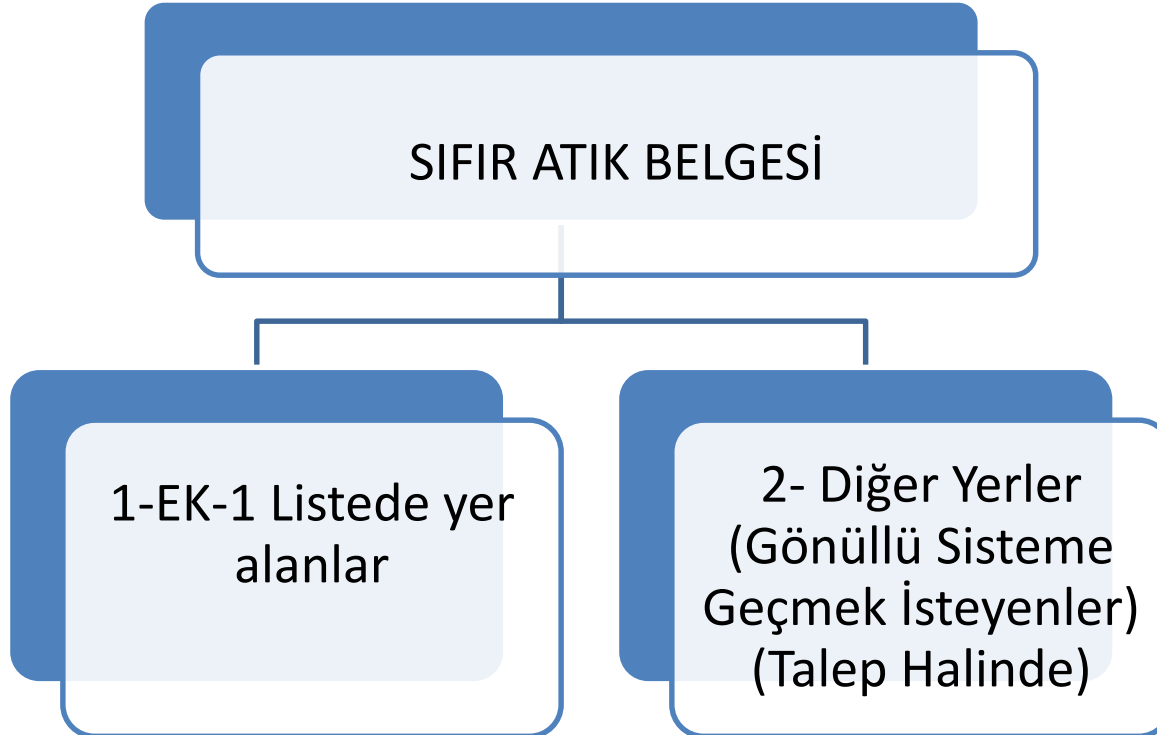 SIFIR ATIK BELGESİ
1-EK-1 Listede yer
alanlar
2- Diğer Yerler
(Gönüllü Sisteme
Geçmek İsteyenler)
(Talep Halinde)